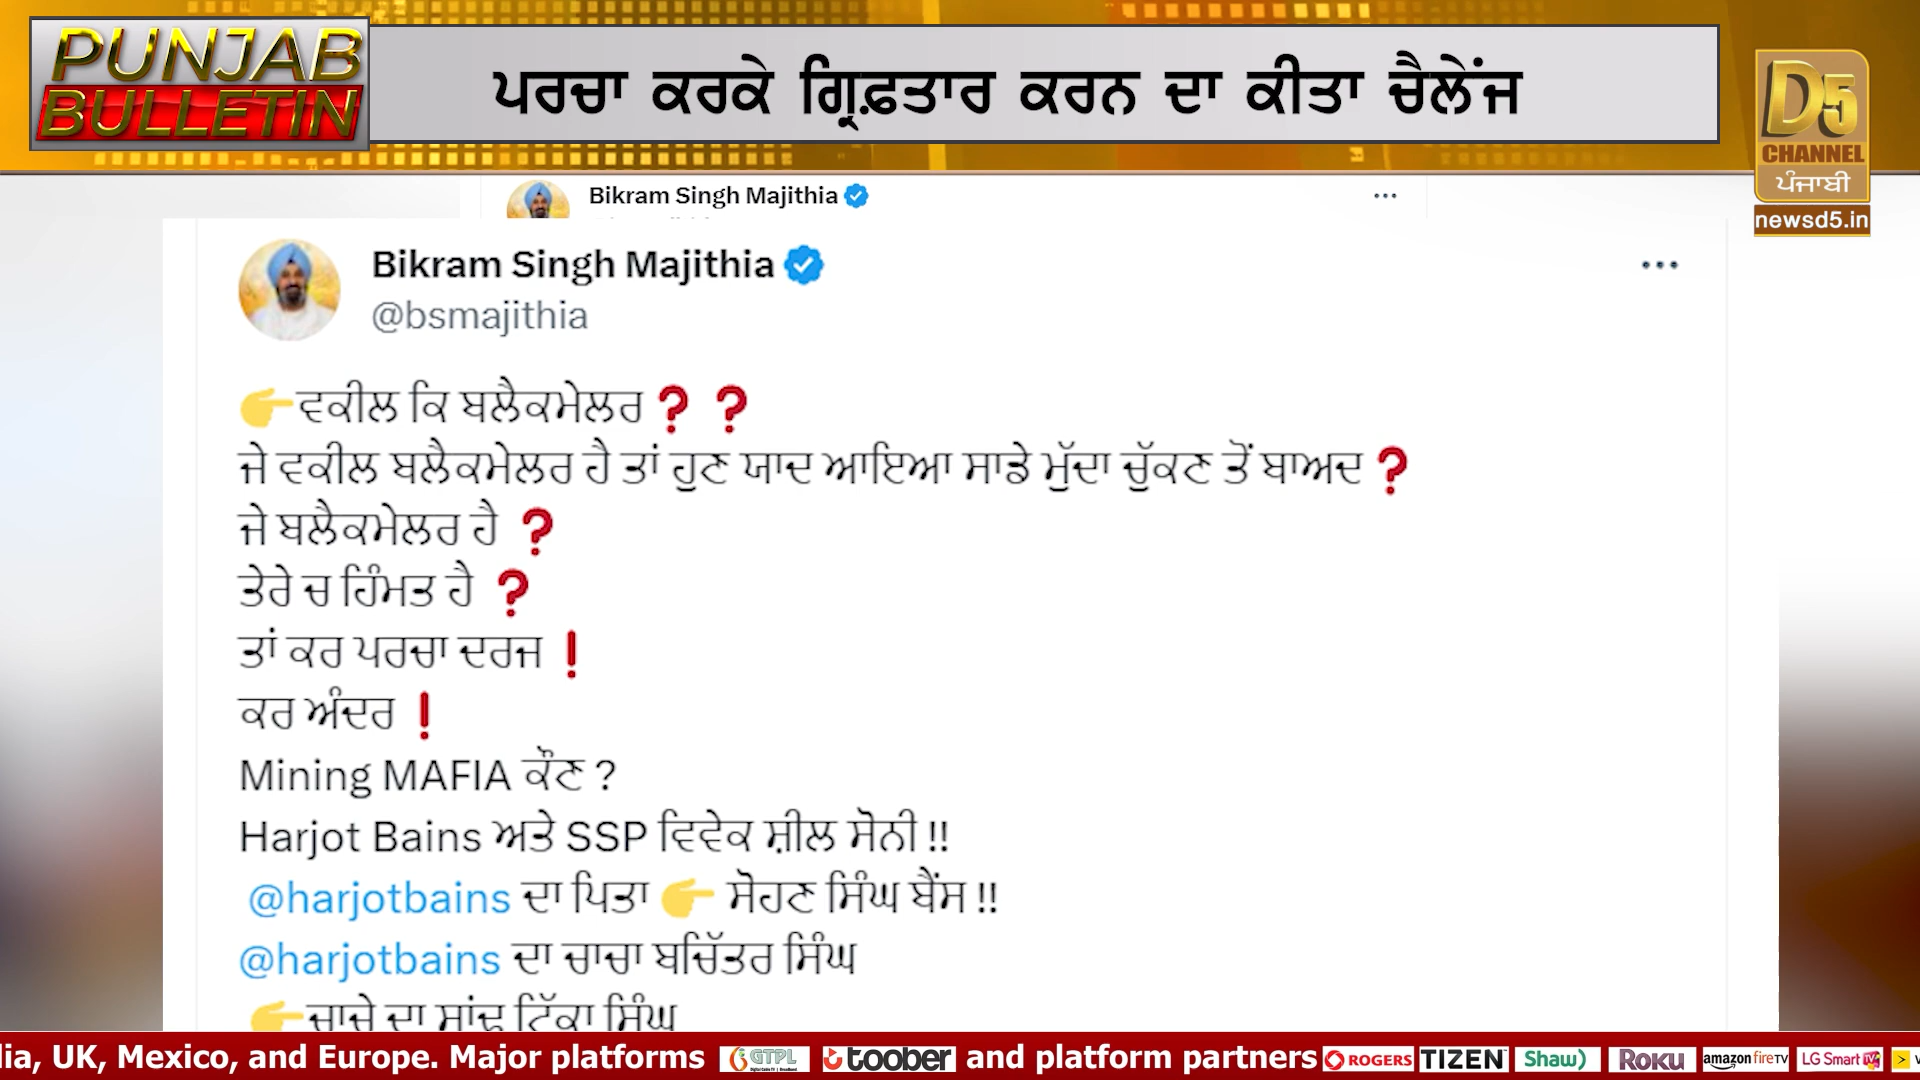 PUNJAB
BULLETIN
ਪਰਚਾ ਕਰਕੇ ਗ੍ਰਿਫ਼ਤਾਰ ਕਰਨ ਦਾ ਕੀਤਾ ਚੈਲੇਂਜ
D5
CHANNEL
ਪੰਜਾਬੀ
newsd5.in
Bikram Singh Majithia
Bikram Singh Majithia
@bsmajithia
👉ਵਕੀਲ ਕਿ ਬਲੈਕਮੇਲਰ❓ ❓
ਜੇ ਵਕੀਲ ਬਲੈਕਮੇਲਰ ਹੈ ਤਾਂ ਹੁਣ ਯਾਦ ਆਇਆ ਸਾਡੇ ਮੁੱਦਾ ਚੁੱਕਣ ਤੋਂ ਬਾਅਦ❓
ਜੇ ਬਲੈਕਮੇਲਰ ਹੈ ❓
ਤੇਰੇ ਚ ਹਿੰਮਤ ਹੈ ❓
ਤਾਂ ਕਰ ਪਰਚਾ ਦਰਜ❗
ਕਰ ਅੰਦਰ❗
Mining MAFIA ਕੌਣ ?
Harjot Bains ਅਤੇ SSP ਵਿਵੇਕ ਸ਼ੀਲ ਸੋਨੀ !!
@harjotbains ਦਾ ਪਿਤਾ 👉 ਸੋਹਣ ਸਿੰਘ ਬੈਂਸ !!
@harjotbains ਦਾ ਚਾਚਾ ਬਚਿੱਤਰ ਸਿੰਘ
👉ਚਾਚੇ ਦਾ ਸਾਂਢੂ ਟਿੱਕਾ ਸਿੰਘ
lia, UK, Mexico, and Europe. Major platforms GTPL toober and platform partners ROGERS TIZEN Shaw) ROKU amazon fireTV LG Smart TV